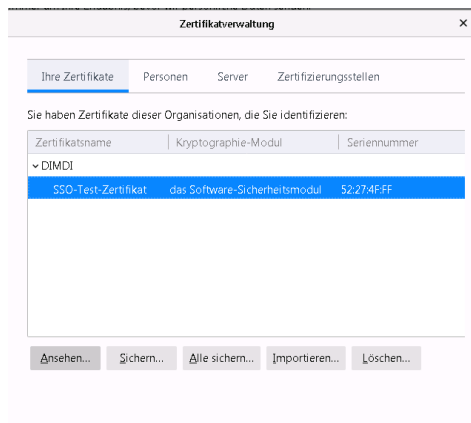 Zertifikatverwaltung ×
Ihre Zertifikate Personen Server Zertifizierungsstellen
Sie haben Zertifikate dieser Organisationen, die Sie identifizieren:
Zertifikatsname Kryptographie-Modul Seriennummer
DIMDI
SSO-Test-Zertifikat das Software-Sicherheitsmodul 52:27:4F:FF
Ansehen... Sichern... Alle sichern... Importieren... Löschen...